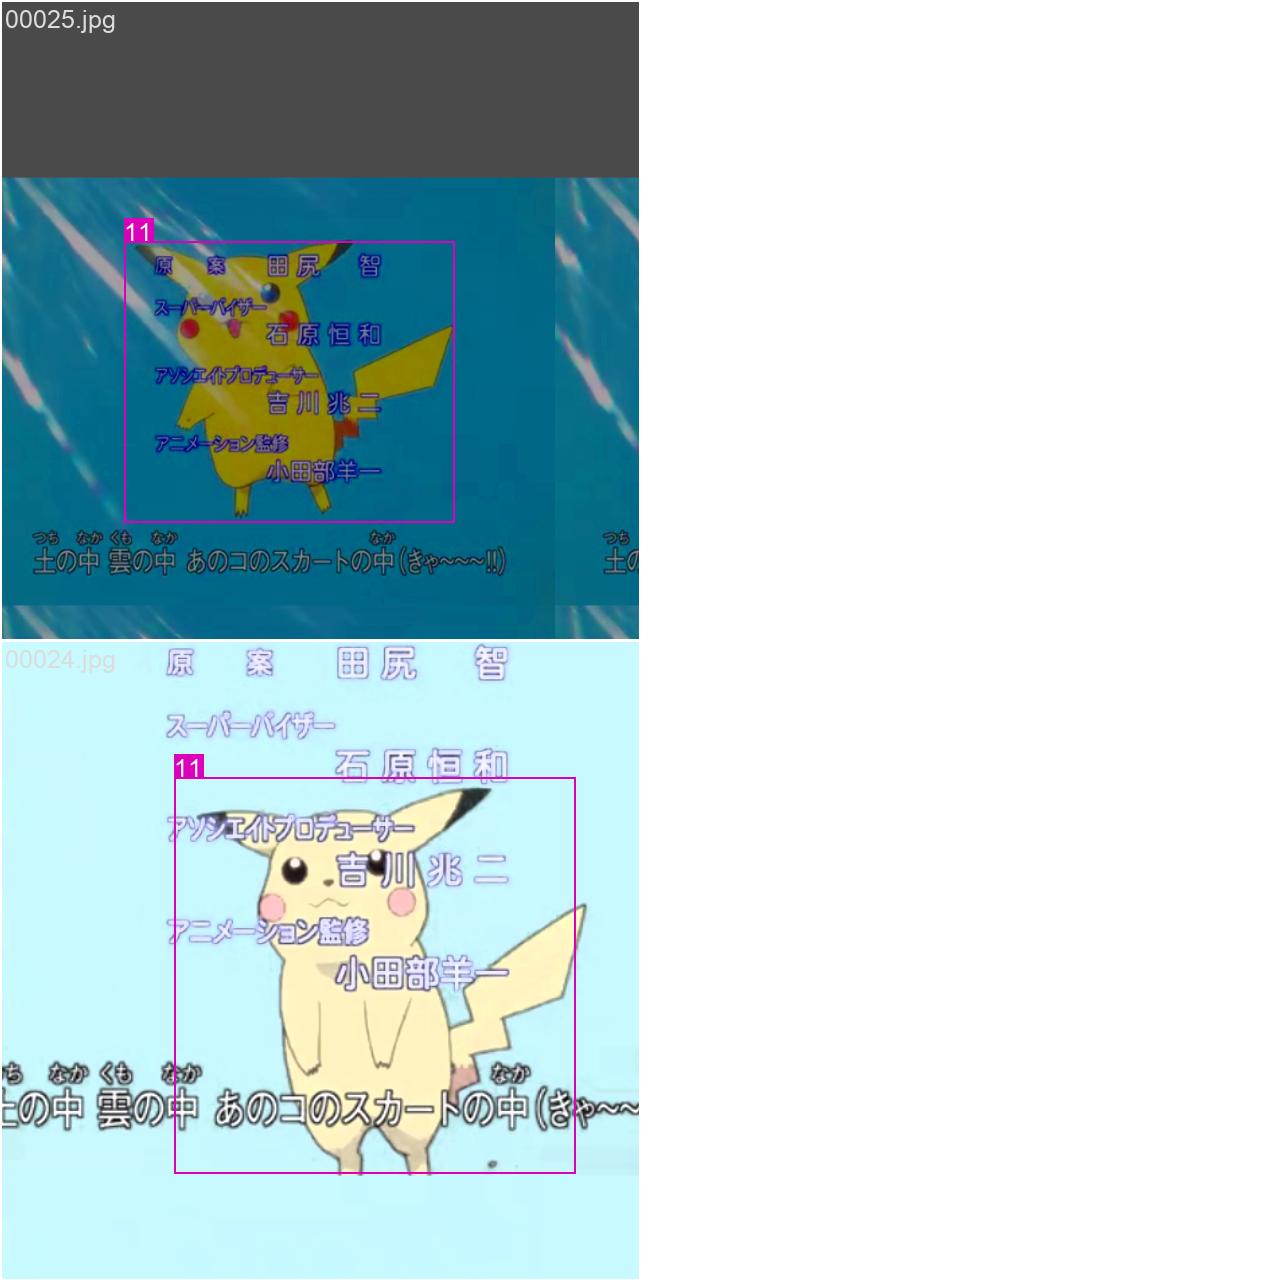 00025.jpg
11
原案 田尻 智
スーパーバイザー
石原恒和
アソシエイトプロデューサー
吉川兆二
アニメーション監修
小田部羊一
つち なか くも なか なか つち
土の中 雲の中 あのコのスカートの中(きゃ〜〜〜!!) 土の
00024.jpg
原案 田尻 智
スーパーバイザー
石原恒和
11
アソシエイトプロデューサー
吉川兆二
アニメーション監修
小田部羊一
ち なか くも なか なか
土の中 雲の中 あのコのスカートの中(きゃ〜〜